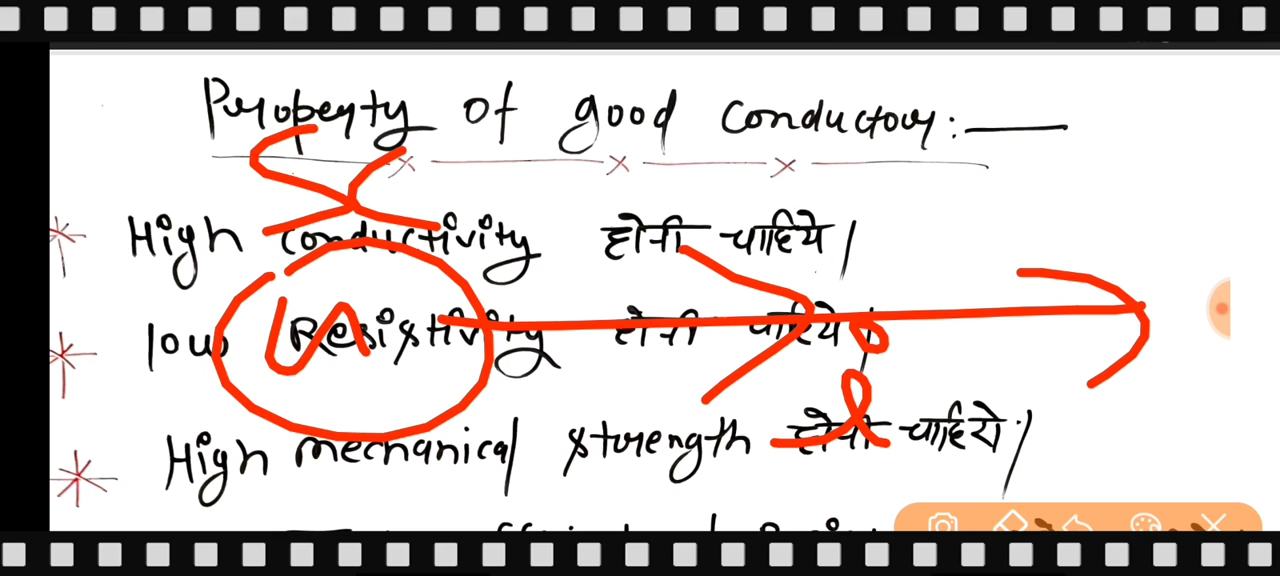 Property of good conductor :—
High conductivity होनी चाहिये।
low Resistivity होनी चाहिये।
High mechanical strength होनी चाहिये।